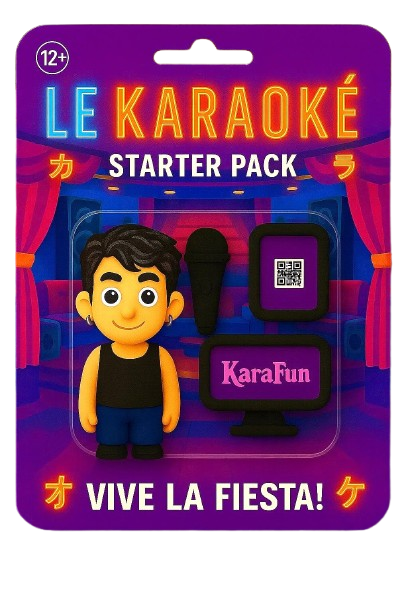 12+
LE KARAOKÉ
カ STARTER PACK ラ
KaraFun
オ VIVE LA FIESTA! ケ